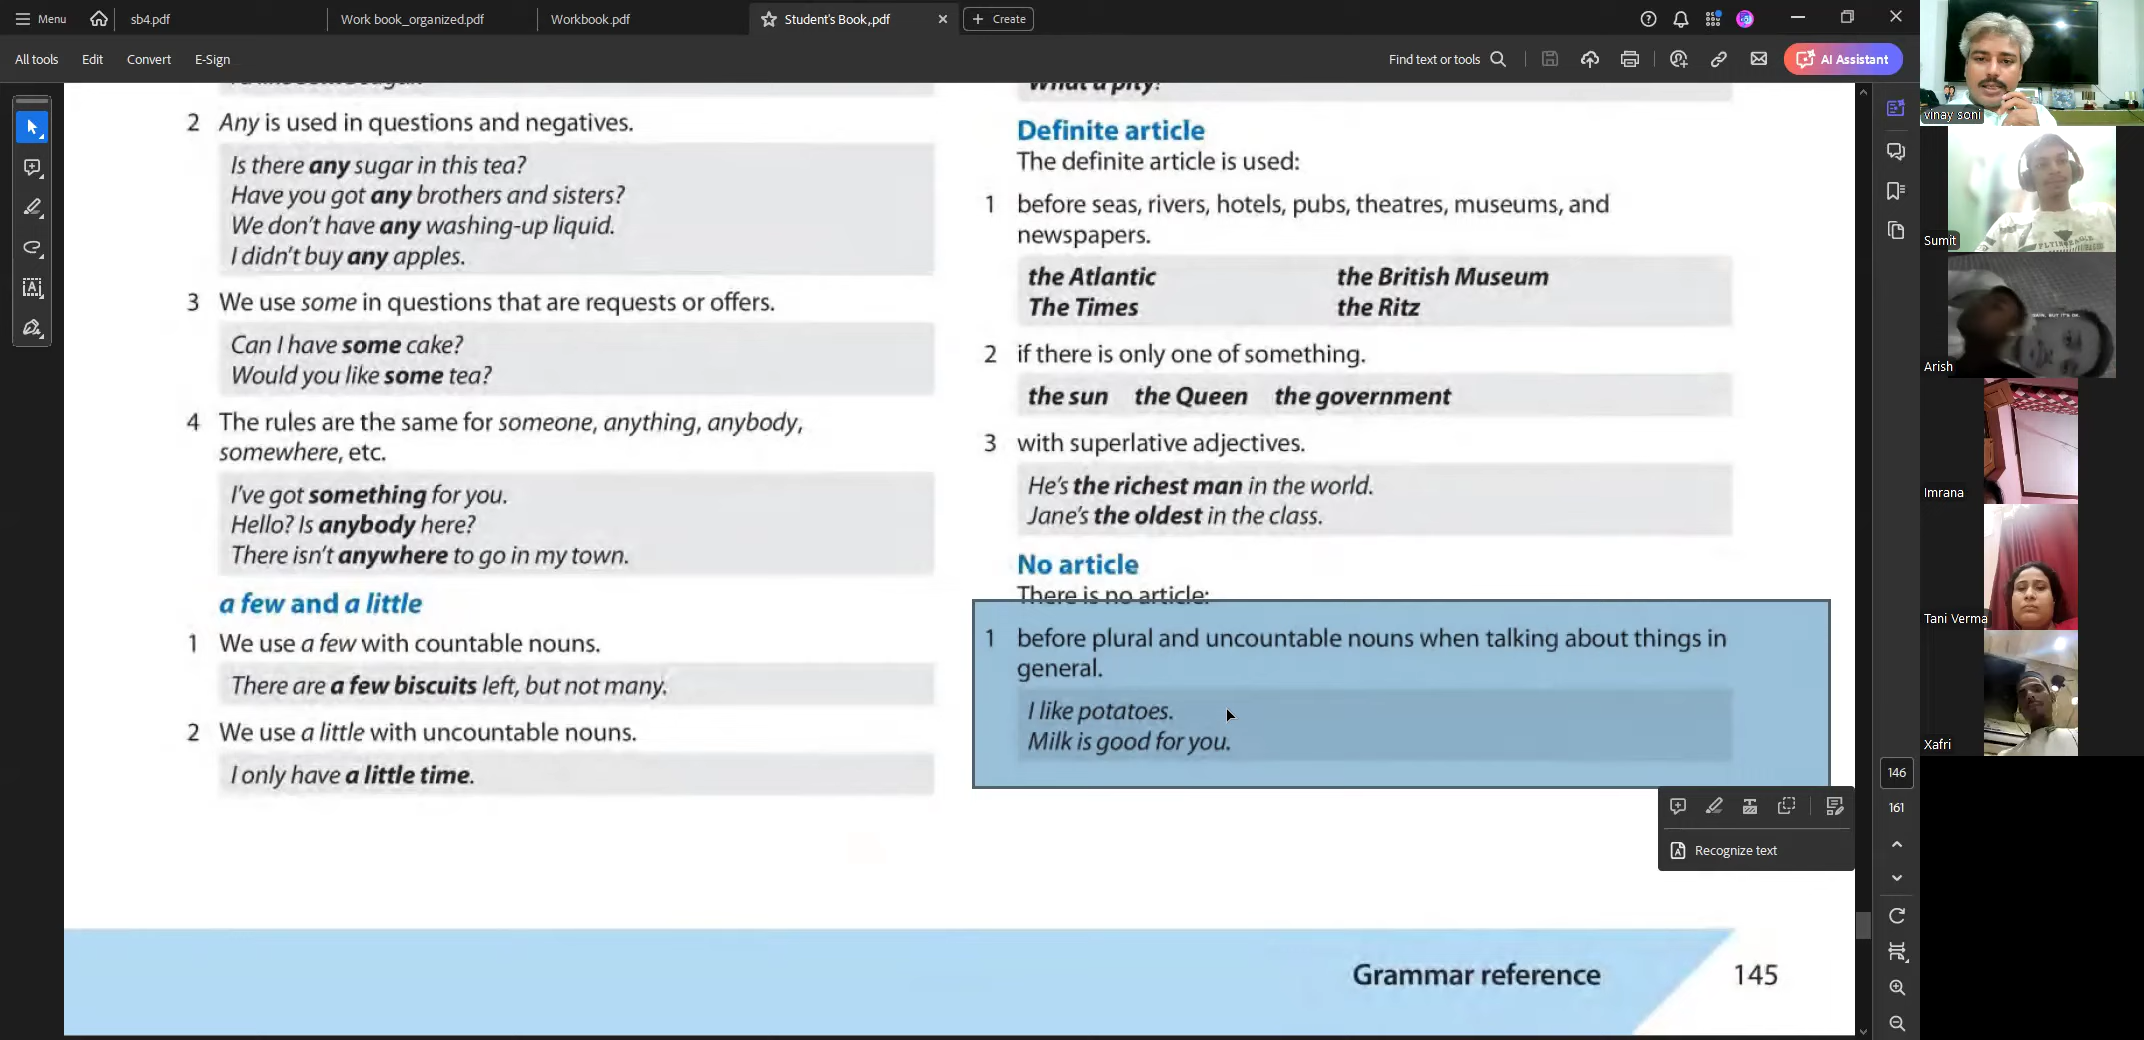 Menu
sb4.pdf
Work book_organized.pdf
Workbook.pdf
Student's Book,.pdf
Create
All tools
Edit
Convert
E-Sign
Find text or tools
AI Assistant
2 Any is used in questions and negatives.
Is there any sugar in this tea?
Have you got any brothers and sisters?
We don't have any washing-up liquid.
I didn't buy any apples.
3 We use some in questions that are requests or offers.
Can I have some cake?
Would you like some tea?
4 The rules are the same for someone, anything, anybody,
somewhere, etc.
I've got something for you.
Hello? Is anybody here?
There isn't anywhere to go in my town.
a few and a little
1 We use a few with countable nouns.
There are a few biscuits left, but not many.
2 We use a little with uncountable nouns.
I only have a little time.
What a pity!
Definite article
The definite article is used:
1 before seas, rivers, hotels, pubs, theatres, museums, and
newspapers.
the Atlantic the British Museum
The Times the Ritz
2 if there is only one of something.
the sun the Queen the government
3 with superlative adjectives.
He's the richest man in the world.
Jane's the oldest in the class.
No article
There is no article:
1 before plural and uncountable nouns when talking about things in
general.
I like potatoes.
Milk is good for you.
Recognize text
Grammar reference 145
146
161
vinay soni
Sumit
Arish
Imrana
Tani Verma
Xafri